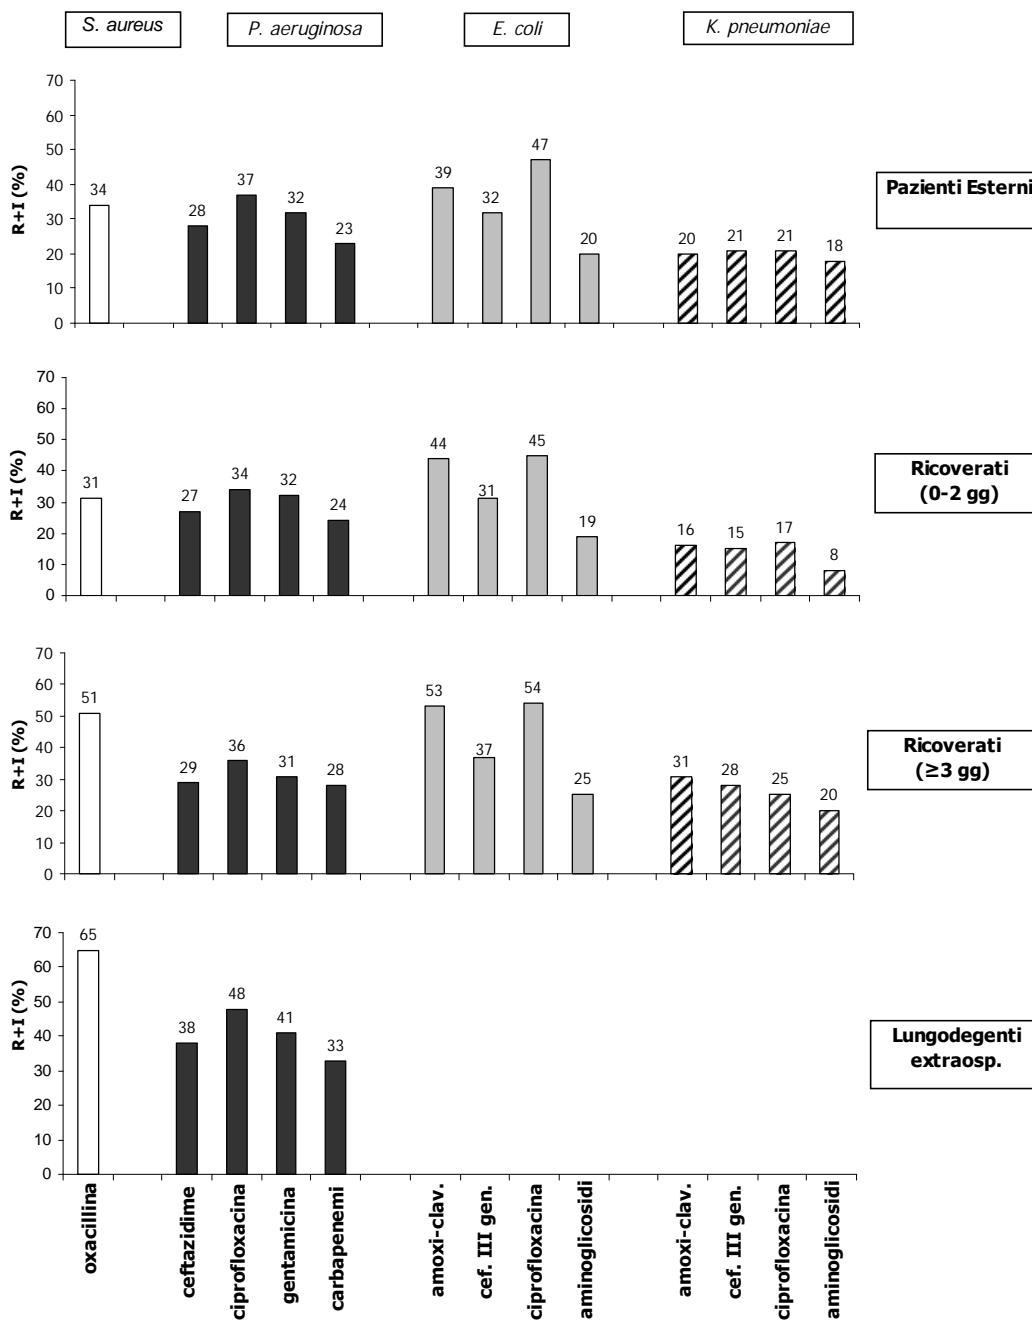 S. aureus
P. aeruginosa
E. coli
K. pneumoniae
70
60
50
40
30
20
10
0
R+I (%)
34
28
37
32
23
39
32
47
20
20
21
21
18
Pazienti Esterni
70
60
50
40
30
20
10
0
R+I (%)
31
27
34
32
24
44
31
45
19
16
15
17
8
Ricoverati
(0-2 gg)
70
60
50
40
30
20
10
0
R+I (%)
51
29
36
31
28
53
37
54
25
31
28
25
20
Ricoverati
(≥3 gg)
70
60
50
40
30
20
10
0
R+I (%)
65
38
48
41
33
Lungodegenti
extraosp.
oxacillina
ceftazidime
ciprofloxacina
gentamicina
carbapenemi
amoxi-clav.
cef. III gen.
ciprofloxacina
aminoglicosidi
amoxi-clav.
cef. III gen.
ciprofloxacina
aminoglicosidi